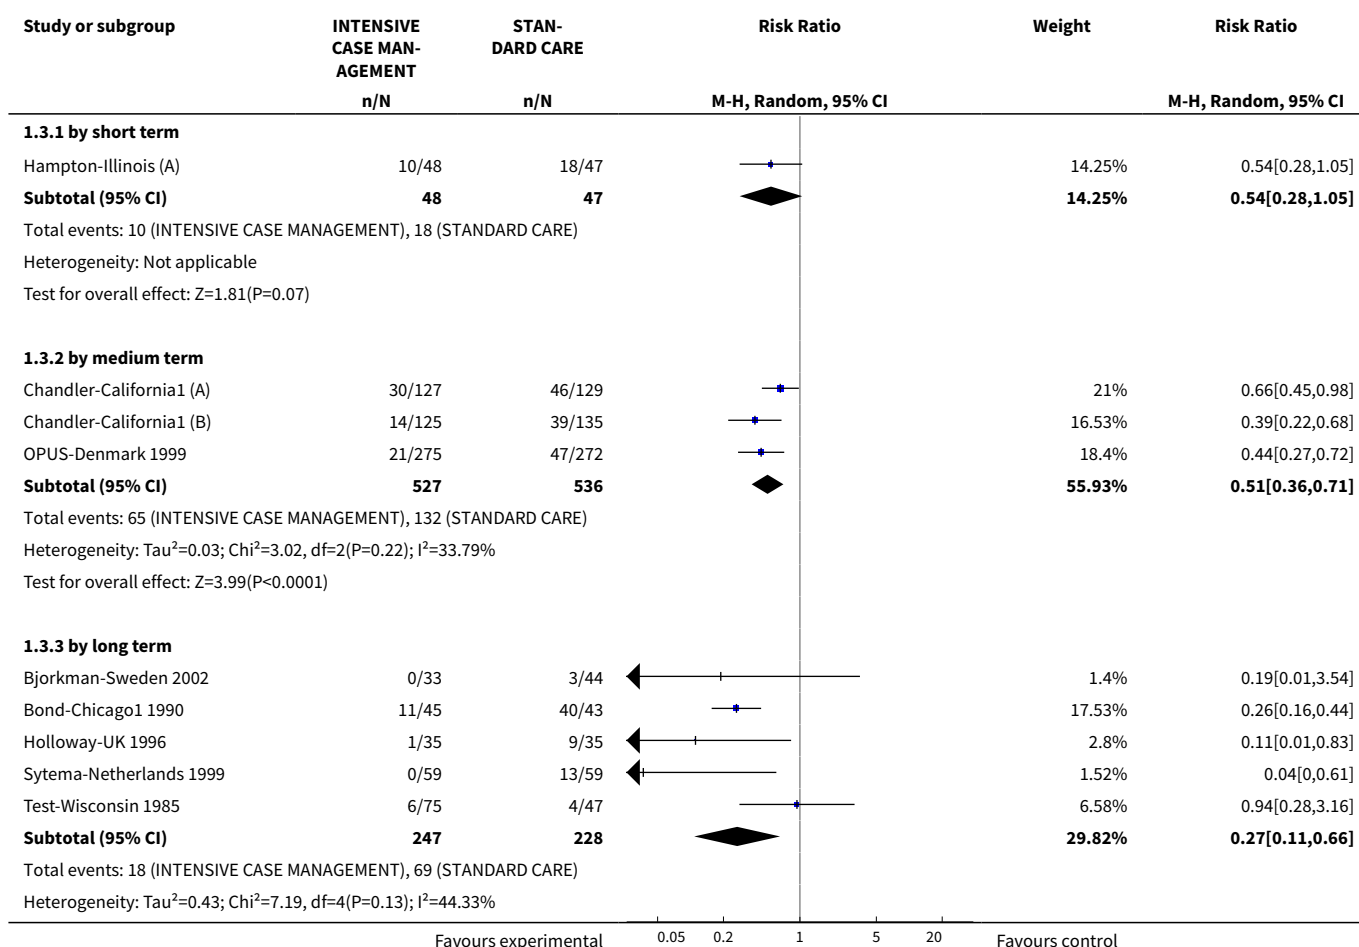 Study or subgroup INTENSIVE CASE MAN-AGEMENT STAN-DARD CARE Risk Ratio Weight Risk Ratio
n/N n/N M-H, Random, 95% CI M-H, Random, 95% CI
1.3.1 by short term
Hampton-Illinois (A) 10/48 18/47 14.25% 0.54[0.28,1.05]
Subtotal (95% CI) 48 47 14.25% 0.54[0.28,1.05]
Total events: 10 (INTENSIVE CASE MANAGEMENT), 18 (STANDARD CARE)
Heterogeneity: Not applicable
Test for overall effect: Z=1.81(P=0.07)
1.3.2 by medium term
Chandler-California1 (A) 30/127 46/129 21% 0.66[0.45,0.98]
Chandler-California1 (B) 14/125 39/135 16.53% 0.39[0.22,0.68]
OPUS-Denmark 1999 21/275 47/272 18.4% 0.44[0.27,0.72]
Subtotal (95% CI) 527 536 55.93% 0.51[0.36,0.71]
Total events: 65 (INTENSIVE CASE MANAGEMENT), 132 (STANDARD CARE)
Heterogeneity: Tau²=0.03; Chi²=3.02, df=2(P=0.22); I²=33.79%
Test for overall effect: Z=3.99(P<0.0001)
1.3.3 by long term
Bjorkman-Sweden 2002 0/33 3/44 1.4% 0.19[0.01,3.54]
Bond-Chicago1 1990 11/45 40/43 17.53% 0.26[0.16,0.44]
Holloway-UK 1996 1/35 9/35 2.8% 0.11[0.01,0.83]
Sytema-Netherlands 1999 0/59 13/59 1.52% 0.04[0,0.61]
Test-Wisconsin 1985 6/75 4/47 6.58% 0.94[0.28,3.16]
Subtotal (95% CI) 247 228 29.82% 0.27[0.11,0.66]
Total events: 18 (INTENSIVE CASE MANAGEMENT), 69 (STANDARD CARE)
Heterogeneity: Tau²=0.43; Chi²=7.19, df=4(P=0.13); I²=44.33%
Favours experimental 0.05 0.2 1 5 20 Favours control